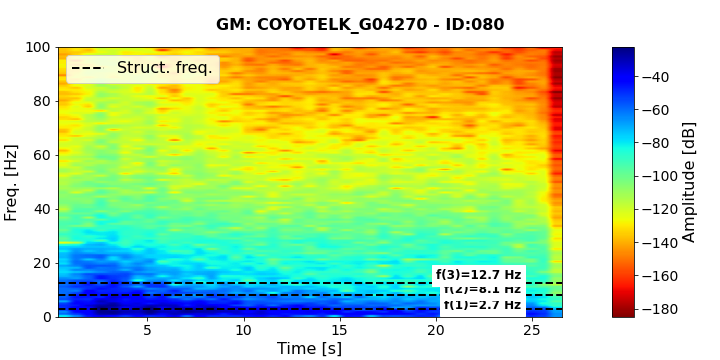 GM: COYOTELK_G04270 - ID:080
Struct. freq.
100
80
60
40
20
0
Freq. [Hz]
f(3)=12.7 Hz
f(2)=8.1 Hz
f(1)=2.7 Hz
5
10
15
20
25
Time [s]
−40
−60
−80
−100
−120
−140
−160
−180
Amplitude [dB]